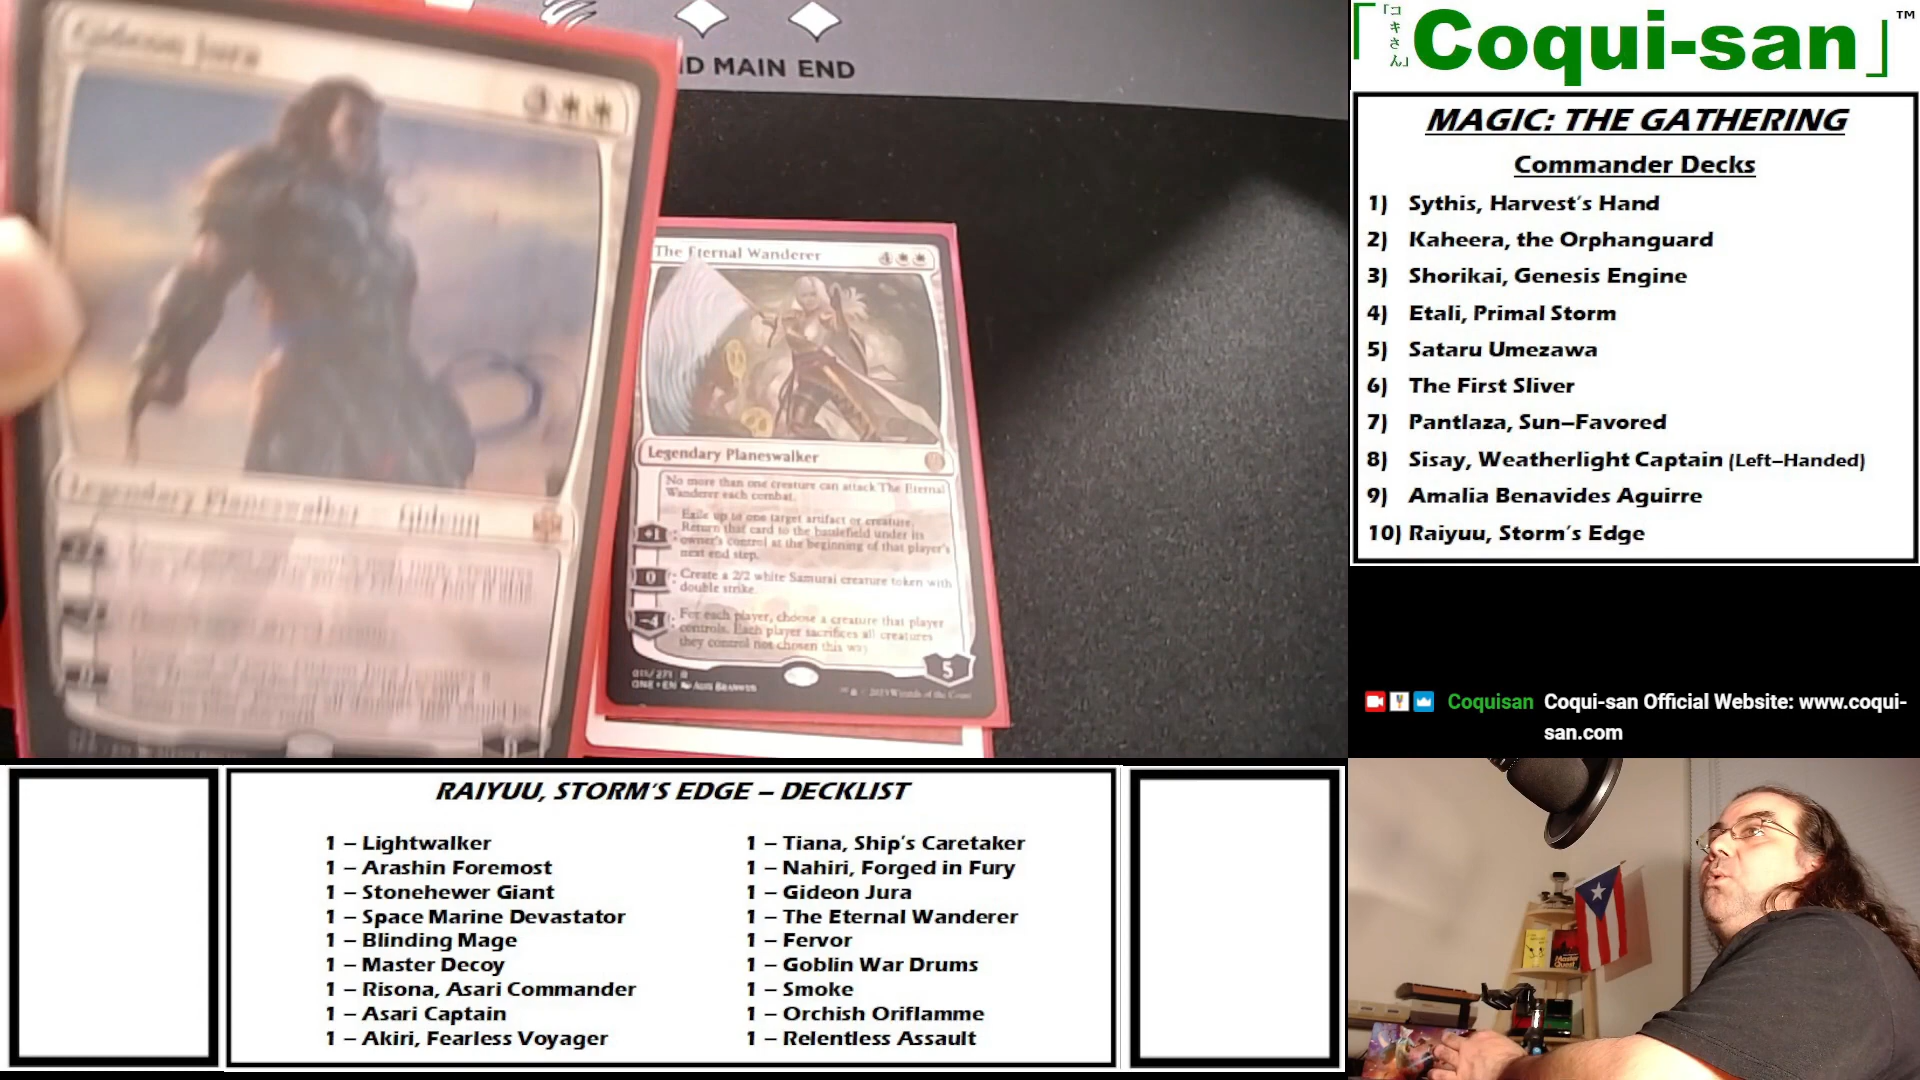 Gideon Jura
MAIN END
The Eternal Wanderer
Legendary Planeswalker
No more than one creature can attack The Eternal
Wanderer each combat.
+1
Exile up to one target artifact or creature.
Return that card to the battlefield under its
owner's control at the beginning of that player's
next end step.
0
: Create a 2/2 white Samurai creature token with
double strike.
-4
: For each player, choose a creature that player
controls. Each player sacrifices all creatures
they control not chosen this way.
5
Legendary Planeswalker — Gideon
「コキさん」
「Coqui-san」™
MAGIC: THE GATHERING
Commander Decks
1) Sythis, Harvest's Hand
2) Kaheera, the Orphanguard
3) Shorikai, Genesis Engine
4) Etali, Primal Storm
5) Sataru Umezawa
6) The First Sliver
7) Pantlaza, Sun–Favored
8) Sisay, Weatherlight Captain (Left–Handed)
9) Amalia Benavides Aguirre
10) Raiyuu, Storm's Edge
Coquisan Coqui-san Official Website: www.coqui-
san.com
RAIYUU, STORM'S EDGE – DECKLIST
1 – Lightwalker
1 – Arashin Foremost
1 – Stonehewer Giant
1 – Space Marine Devastator
1 – Blinding Mage
1 – Master Decoy
1 – Risona, Asari Commander
1 – Asari Captain
1 – Akiri, Fearless Voyager
1 – Tiana, Ship's Caretaker
1 – Nahiri, Forged in Fury
1 – Gideon Jura
1 – The Eternal Wanderer
1 – Fervor
1 – Goblin War Drums
1 – Smoke
1 – Orchish Oriflamme
1 – Relentless Assault